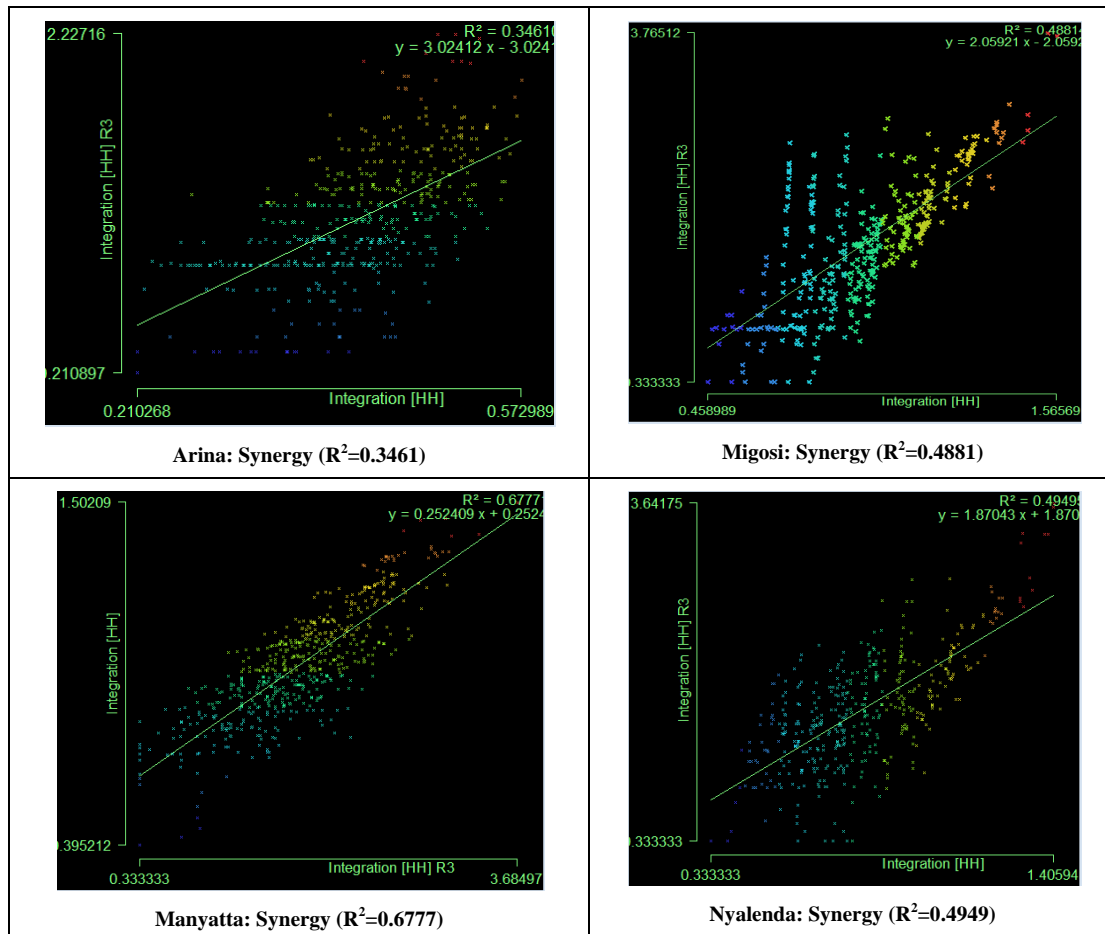 2.22716
R² = 0.34610
y = 3.02412 x - 3.0241
Integration [HH] R3
0.210897
Integration [HH]
0.210268
0.572989
Arina: Synergy (R²=0.3461)
3.76512
R² = 0.48814
y = 2.05921 x - 2.0592
Integration [HH] R3
0.333333
Integration [HH]
0.458989
1.56569
Migosi: Synergy (R²=0.4881)
1.50209
R² = 0.67771
y = 0.252409 x + 0.2524
Integration [HH]
0.395212
Integration [HH] R3
0.333333
3.68497
Manyatta: Synergy (R²=0.6777)
3.64175
R² = 0.49495
y = 1.87043 x + 1.870
Integration [HH] R3
0.333333
Integration [HH]
0.333333
1.40594
Nyalenda: Synergy (R²=0.4949)